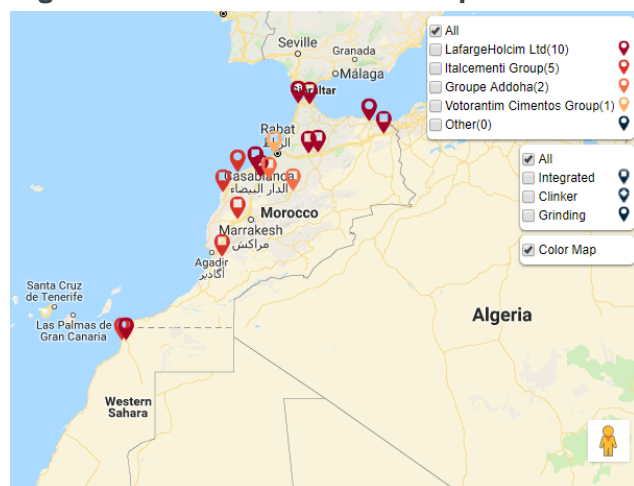 Seville
Granada
Málaga
Gibraltar
Rabat
الرباط
Casablanca
الدار البيضاء
Morocco
Marrakesh
مراكش
Agadir
أكادير
Santa Cruz
de Tenerife
Las Palmas de
Gran Canaria
Western
Sahara
Algeria
All
LafargeHolcim Ltd(10)
Italcementi Group(5)
Groupe Addoha(2)
Votorantim Cimentos Group(1)
Other(0)
All
Integrated
Clinker
Grinding
Color Map